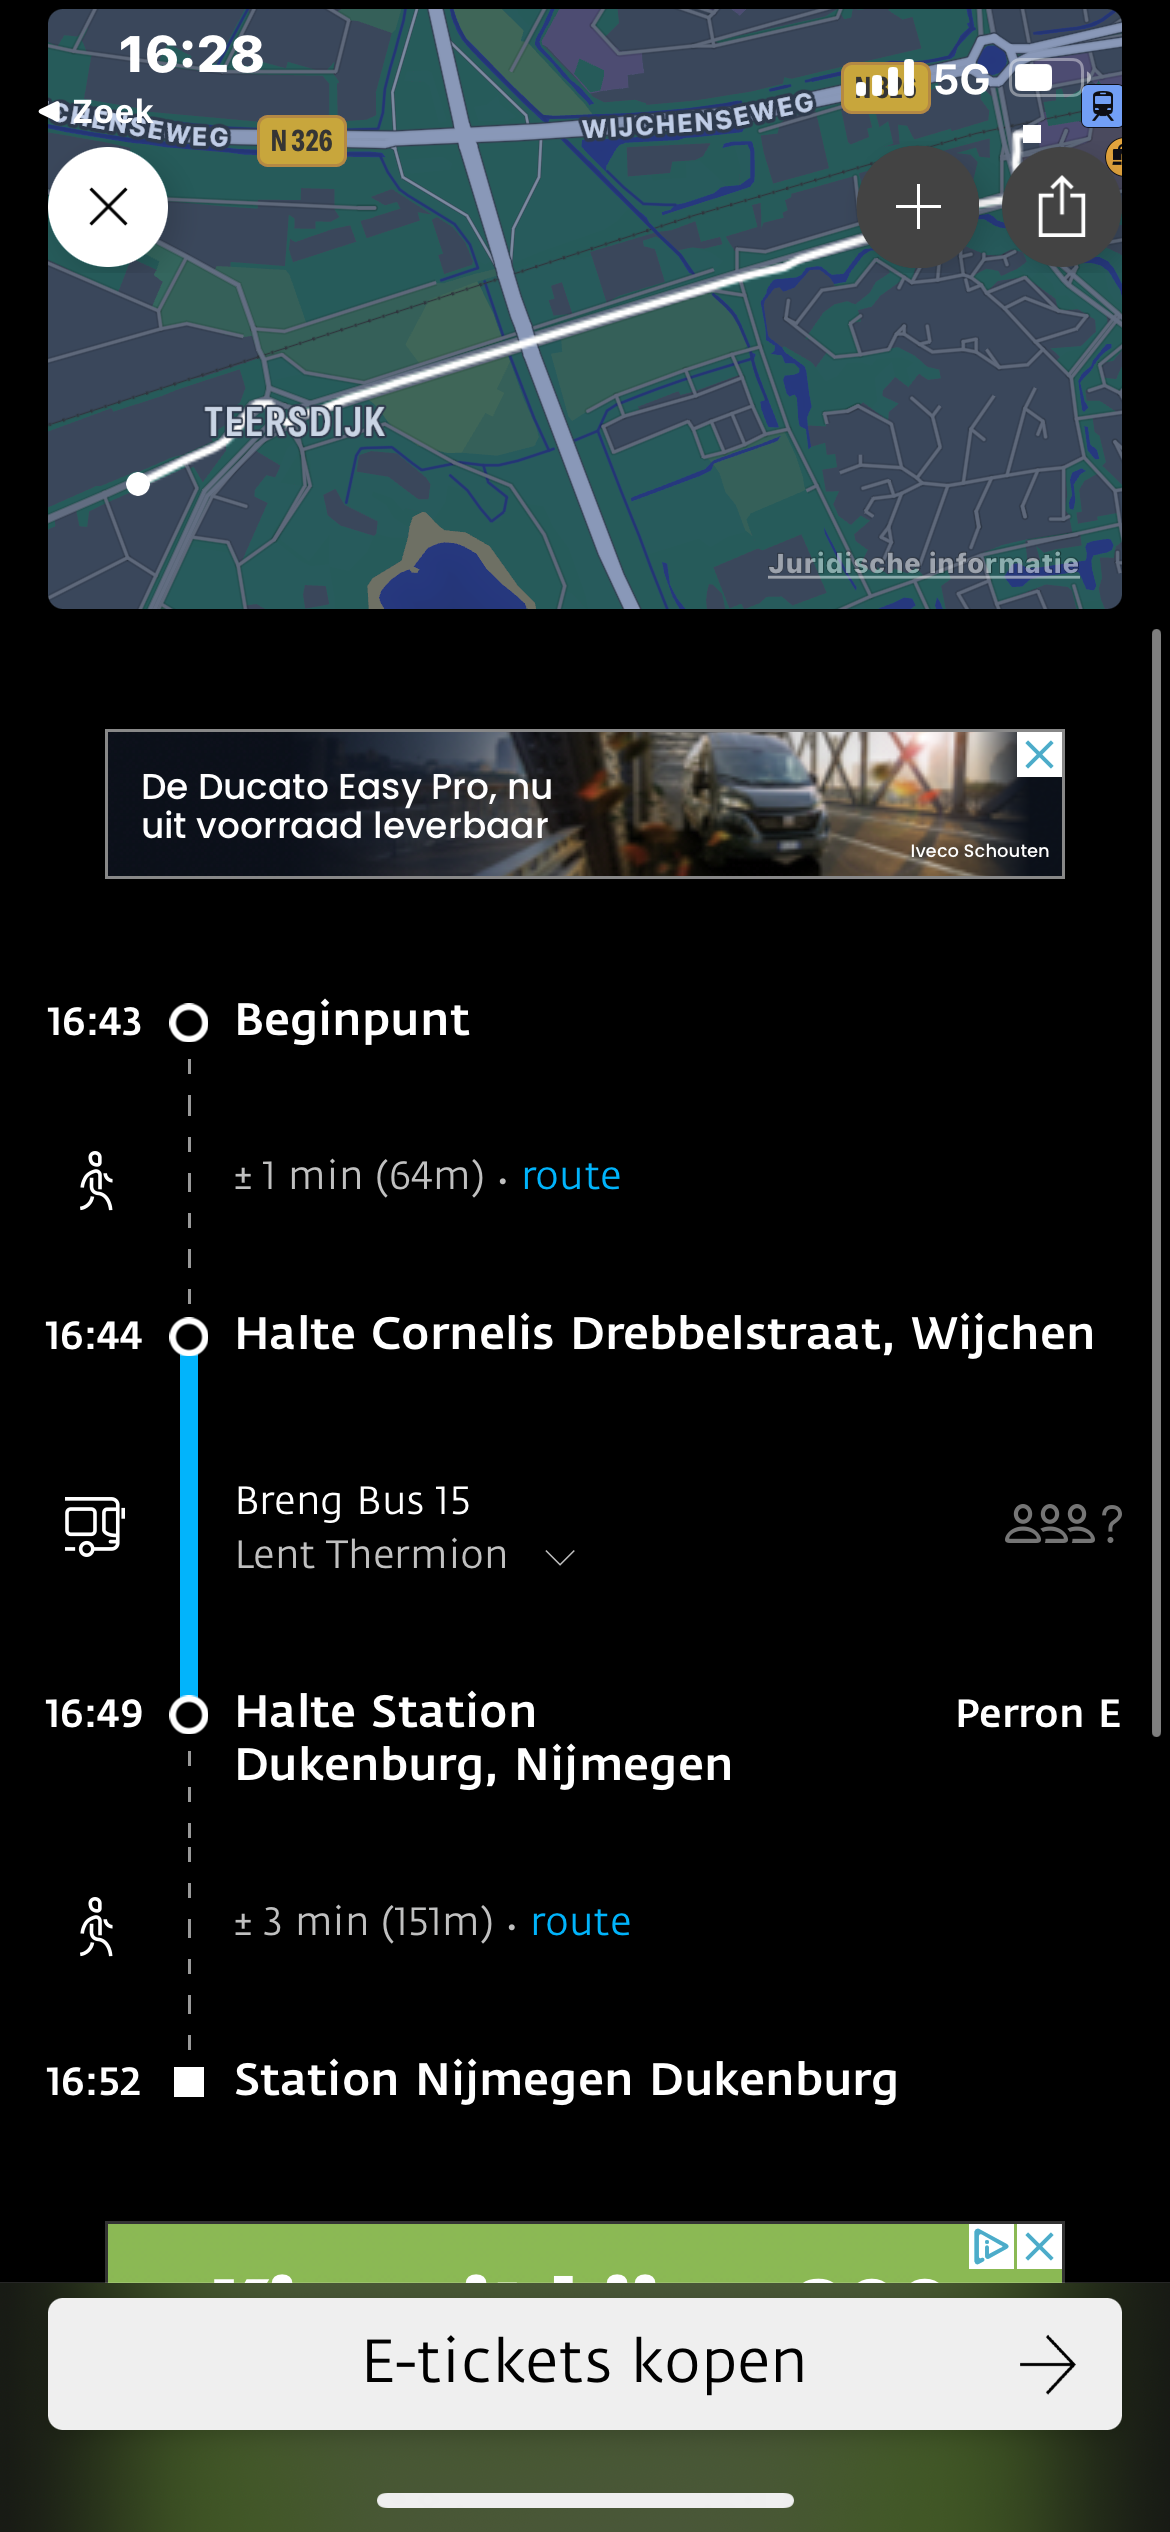 16:28
5G
Zoek
CHENSEWEG
N 326
WIJCHENSEWEG
TEERSDIJK
Juridische informatie
De Ducato Easy Pro, nu
uit voorraad leverbaar
Iveco Schouten
16:43 Beginpunt
± 1 min (64m) • route
16:44 Halte Cornelis Drebbelstraat, Wijchen
Breng Bus 15
Lent Thermion
?
16:49 Halte Station Perron E
Dukenburg, Nijmegen
± 3 min (151m) • route
16:52 Station Nijmegen Dukenburg
E-tickets kopen